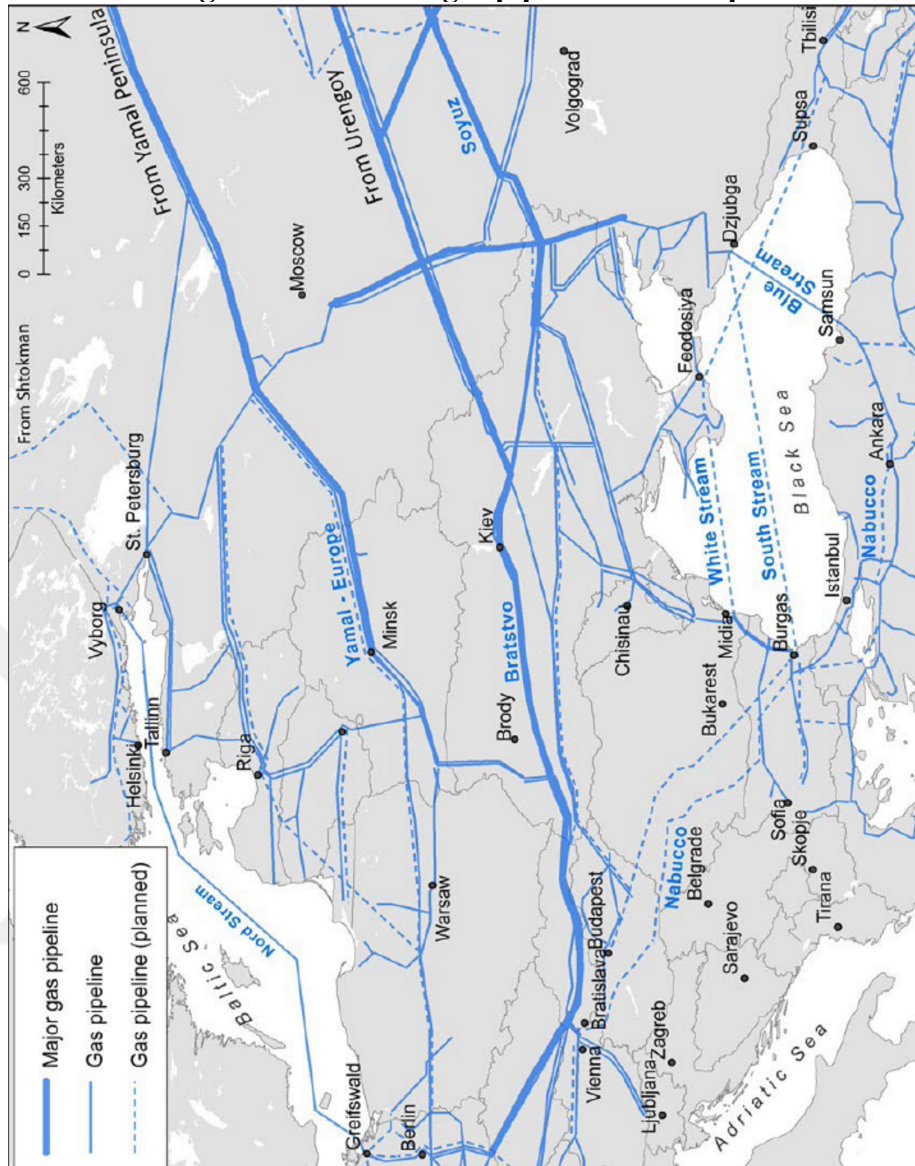 Major gas pipeline
Gas pipeline
Gas pipeline (planned)
N
0 150 300 600
Kilometers
From Shtokman
From Yamal Peninsula
From Urengoy
Soyuz
Volgograd
Moscow
St. Petersburg
Vyborg
Helsinki
Tallinn
Riga
Nord Stream
Baltic Sea
Greifswald
Berlin
Warsaw
Yamal - Europe
Minsk
Kiev
Bratstvo
Brody
Chisinau
Bukarest
Midia
Burgas
White Stream
South Stream
Black Sea
Feodosiya
Dzjubga
Blue
Stream
Samsun
Supsa
Tbilisi
Ankara
Nabucco
Istanbul
Sofia
Skopje
Tirana
Nabucco
Belgrade
Sarajevo
Budapest
Bratislava
Vienna
Ljubljana
Zagreb
Adriatic Sea